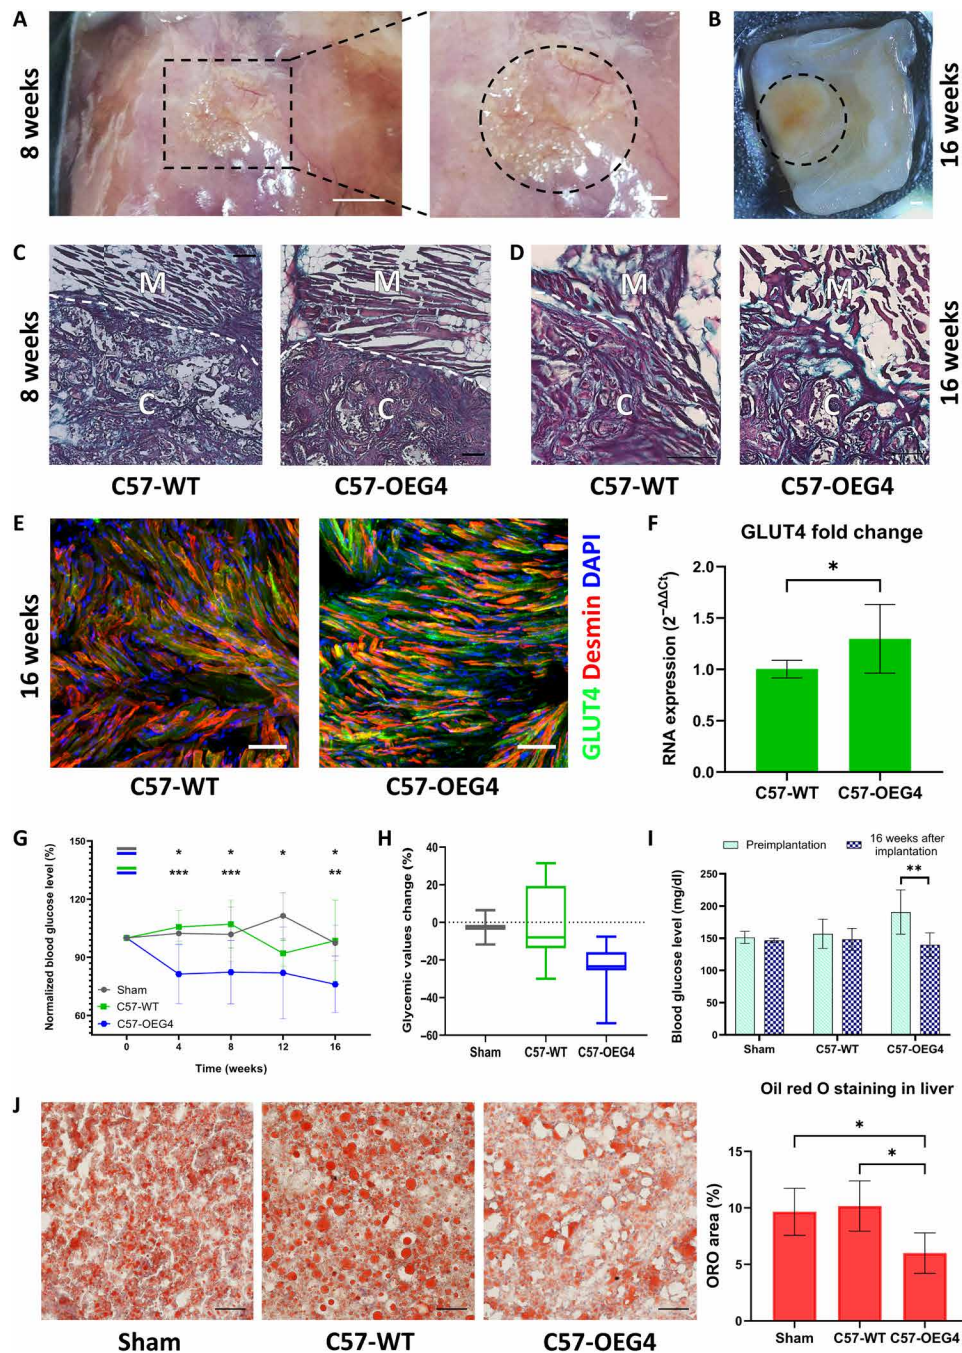 A
8 weeks
B
16 weeks
C
8 weeks
M
C
C57-WT
M
C
C57-OEG4
D
M
C
C57-WT
M
C
C57-OEG4
16 weeks
E
16 weeks
C57-WT
C57-OEG4
GLUT4 Desmin DAPI
F
GLUT4 fold change
RNA expression (2^−ΔΔCt)
2.0
1.5
1.0
0.5
0.0
*
C57-WT
C57-OEG4
G
Normalized blood glucose level (%)
150
120
90
60
* * * *
*** *** **
Sham
C57-WT
C57-OEG4
0 4 8 12 16
Time (weeks)
H
Glycemic values change (%)
40
20
0
−20
−40
−60
Sham C57-WT C57-OEG4
I
Preimplantation
16 weeks after
implantation
Blood glucose level (mg/dl)
250
200
150
100
50
0
**
Sham C57-WT C57-OEG4
J
Sham
C57-WT
C57-OEG4
Oil red O staining in liver
ORO area (%)
15
10
5
0
*
*
Sham C57-WT C57-OEG4